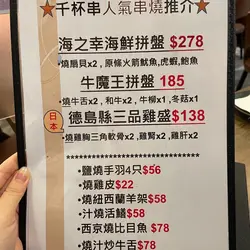 ★千杯串人氣串燒推介★
海之幸海鮮拼盤 $278
•燒扇貝x2 , 原條火箭魷魚,虎蝦,鮑魚
牛魔王拼盤 185
•燒牛舌x2 , 和牛x2 , 牛柳x1 , 冬菇x1
日本 德島縣三品雞盛$138
•燒雞胸三角軟骨x2 , 雞腎x2 , 雞肝x2
•鹽燒手羽4只$56
•燒雞皮$22
•燒紐西蘭羊架$58
•汁燒活鱔$58
•西京燒比目魚 $78
•燒汁炒牛舌$78